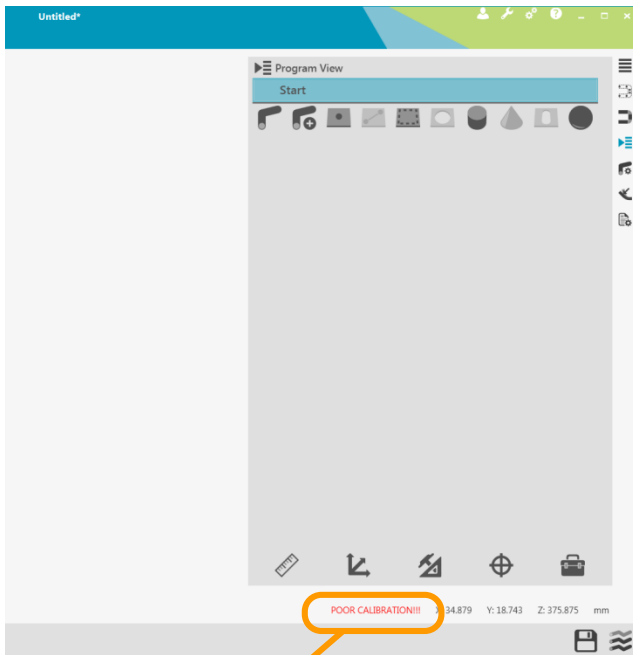 Untitled*
Program View
Start
POOR CALIBRATION!!! 34.879 Y: 18.743 Z: 375.875 mm